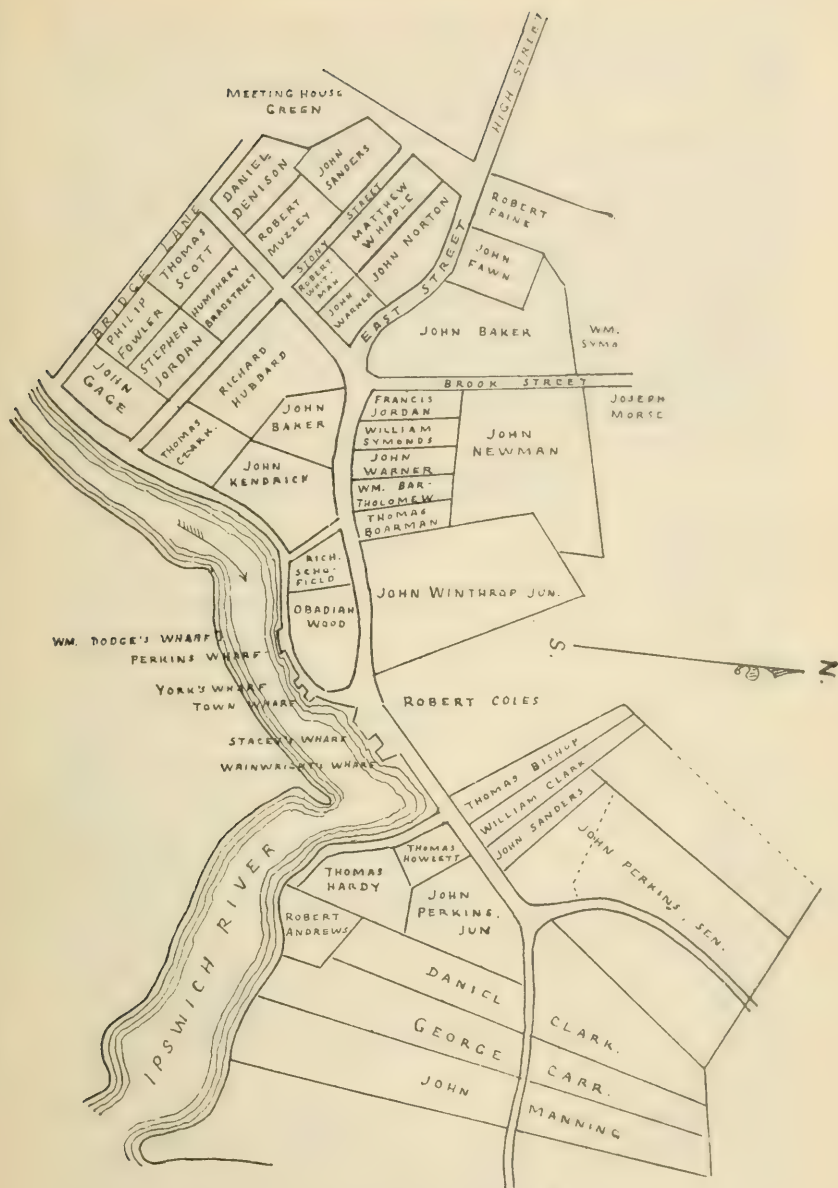 HIGH STREET
MEETING HOUSE
GREEN
DANIEL
DENISON
JOHN
SANDERS
ROBERT
MUZZEY
STONY STREET
MATTHEW
WHIPPLE
JOHN NORTON
ROBERT
WHIT-
MAN
JOHN
WARNER
EAST STREET
ROBERT
PAINE
JOHN
FAWN
BRIDGE LANE
THOMAS
SCOTT
PHILIP
FOWLER
HUMPHREY
BRADSTREET
STEPHEN
JORDAN
JOHN
GAGE
RICHARD
HUBBARD
THOMAS
CLARK.
JOHN
BAKER
JOHN
KENDRICK
JOHN BAKER
WM.
SYMO
BROOK STREET
JOSEPH
MORSE
FRANCIS
JORDAN
WILLIAM
SYMONDS
JOHN
WARNER
WM. BAR-
THOLOMEW
THOMAS
BOARMAN
JOHN
NEWMAN
RICH.
SCHO-
FIELD
OBADIAH
WOOD
JOHN WINTHROP JUN.
WM. DODGE'S WHARF
PERKINS WHARF
YORK'S WHARF
TOWN WHARF
STACEY'S WHARF
WAINWRIGHT'S WHARF
S.
N.
ROBERT COLES
THOMAS BISHOP
WILLIAM CLARK
JOHN SANDERS
JOHN PERKINS, SEN.
THOMAS
HOWLETT
THOMAS
HARDY
JOHN
PERKINS.
JUN
ROBERT
ANDREWS
IPSWICH RIVER
DANIEL CLARK.
GEORGE CARR.
JOHN MANNING